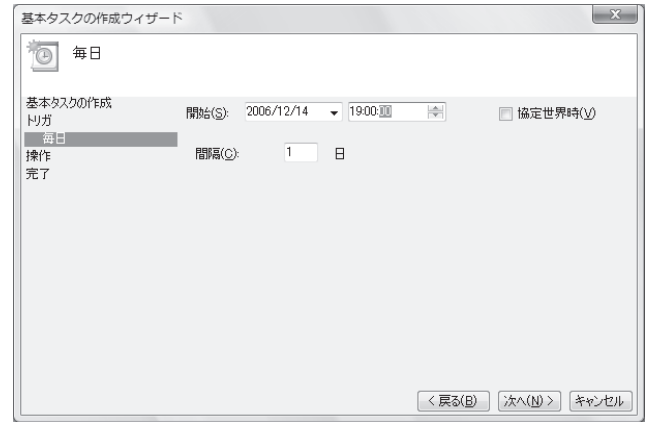 基本タスクの作成ウィザード
毎日
基本タスクの作成
トリガ
毎日
操作
完了
開始(S): 2006/12/14 19:00:00 協定世界時(V)
間隔(C): 1 日
< 戻る(B) 次へ(N) > キャンセル